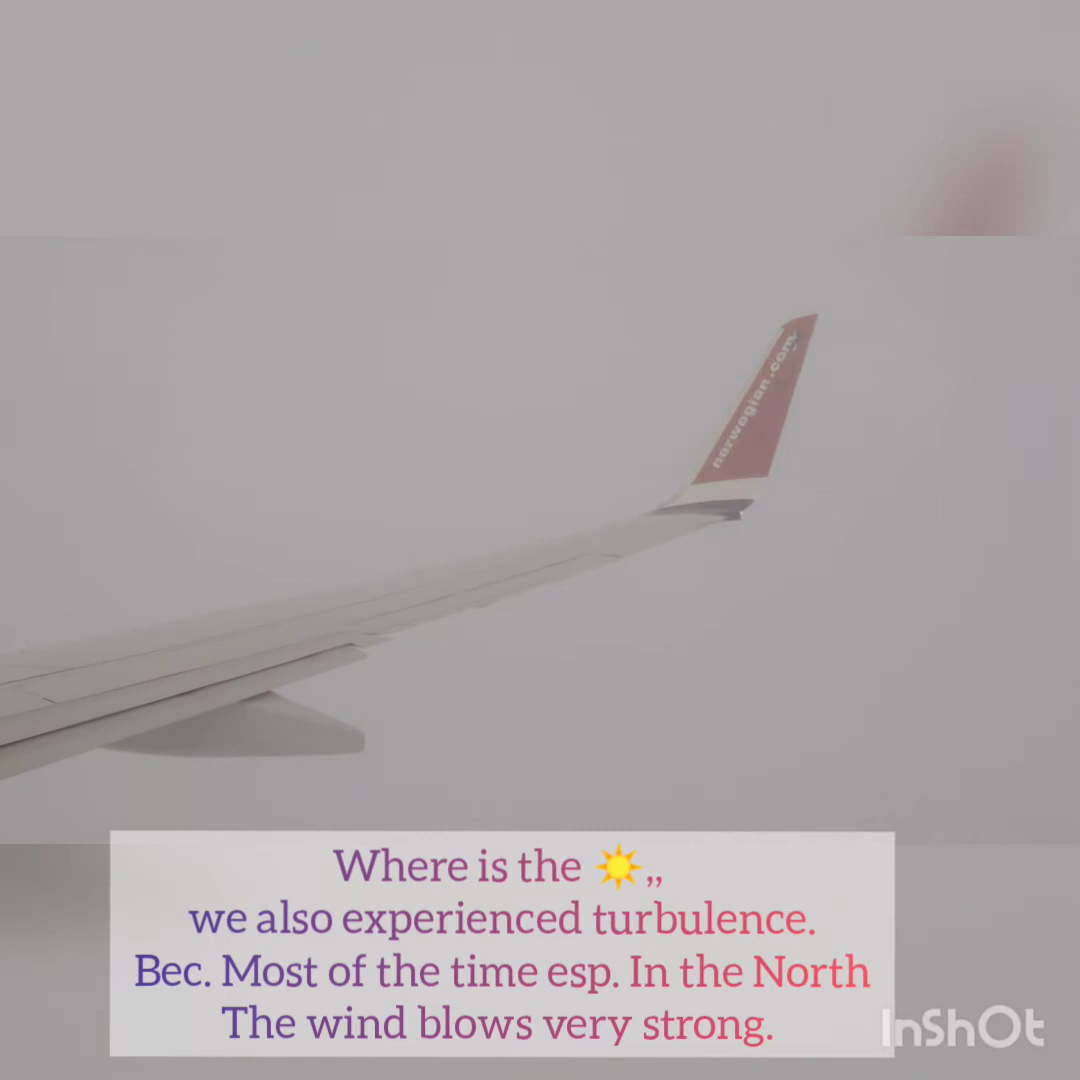 norwegian.com
Where is the ☀️,,
we also experienced turbulence.
Bec. Most of the time esp. In the North
The wind blows very strong.
InShOt